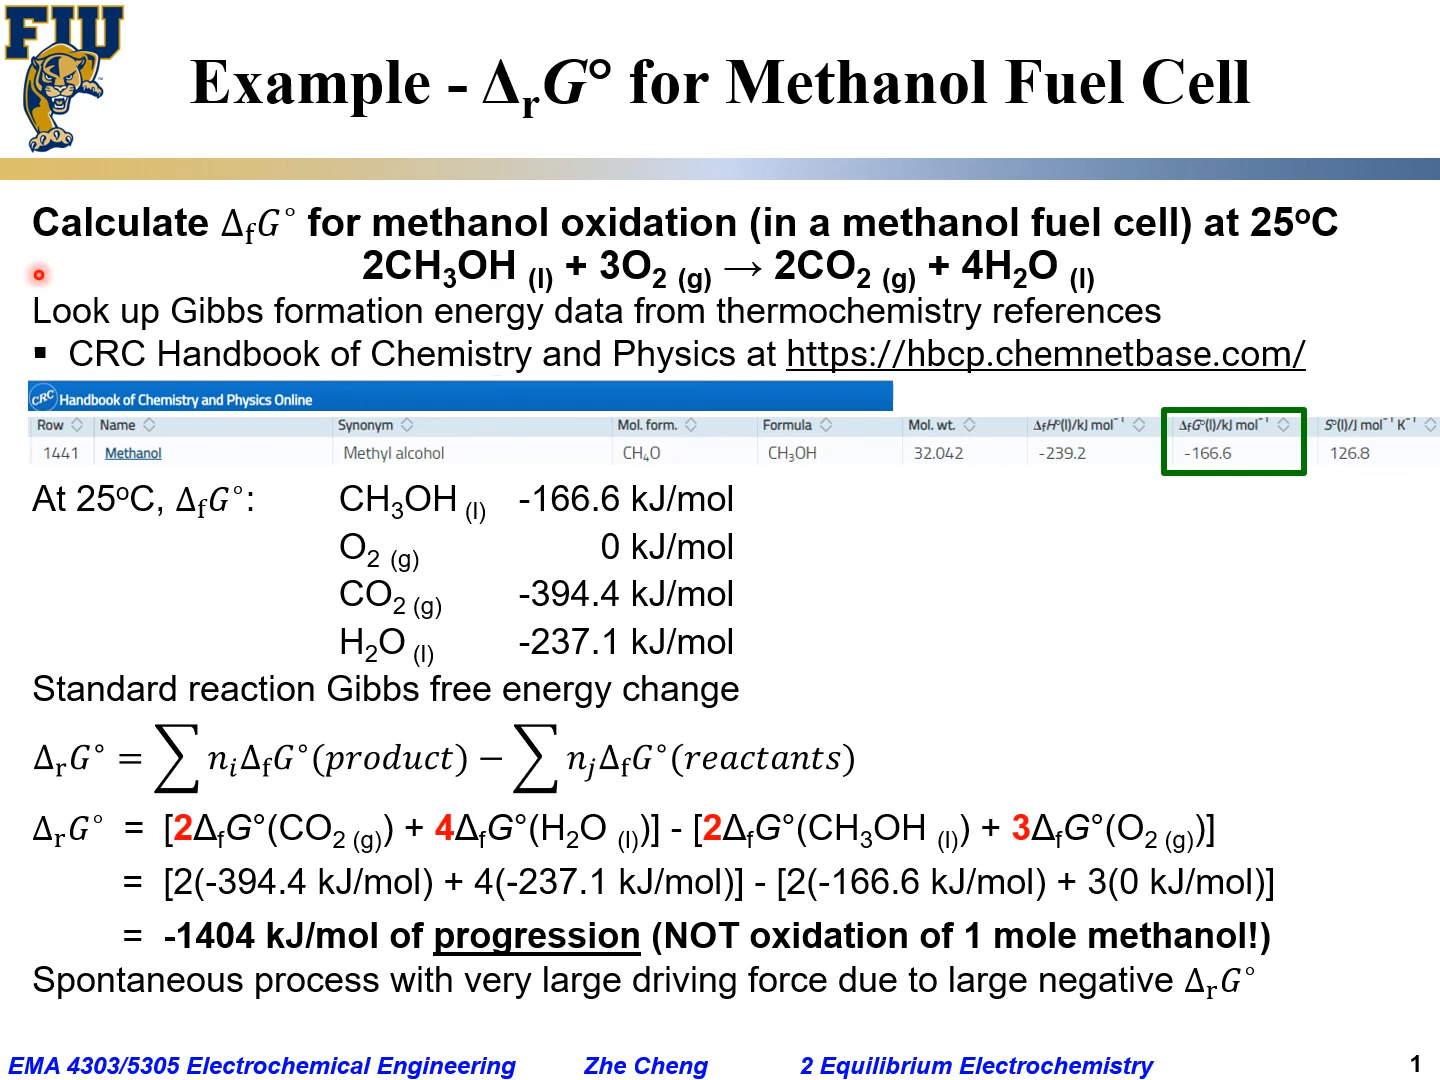 FIU
Example - ΔrG° for Methanol Fuel Cell
Calculate ΔfG° for methanol oxidation (in a methanol fuel cell) at 25oC
2CH3OH (l) + 3O2 (g) → 2CO2 (g) + 4H2O (l)
Look up Gibbs formation energy data from thermochemistry references
▪ CRC Handbook of Chemistry and Physics at https://hbcp.chemnetbase.com/
CRC Handbook of Chemistry and Physics Online
Row Name Synonym Mol. form. Formula Mol. wt. ΔfH°(l)/kJ mol⁻¹ ΔfG°(l)/kJ mol⁻¹ S°(l)/J mol⁻¹ K⁻¹
1441 Methanol Methyl alcohol CH4O CH3OH 32.042 -239.2 -166.6 126.8
At 25oC, ΔfG°: CH3OH (l) -166.6 kJ/mol
O2 (g) 0 kJ/mol
CO2 (g) -394.4 kJ/mol
H2O (l) -237.1 kJ/mol
Standard reaction Gibbs free energy change
ΔrG° = ∑ niΔfG°(product) − ∑ njΔfG°(reactants)
ΔrG° = [2ΔfG°(CO2 (g)) + 4ΔfG°(H2O (l))] - [2ΔfG°(CH3OH (l)) + 3ΔfG°(O2 (g))]
= [2(-394.4 kJ/mol) + 4(-237.1 kJ/mol)] - [2(-166.6 kJ/mol) + 3(0 kJ/mol)]
= -1404 kJ/mol of progression (NOT oxidation of 1 mole methanol!)
Spontaneous process with very large driving force due to large negative ΔrG°
EMA 4303/5305 Electrochemical Engineering Zhe Cheng 2 Equilibrium Electrochemistry 1